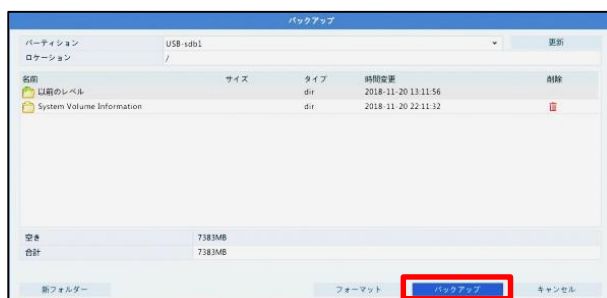 バックアップ
パーティション USB-sdb1 更新
ロケーション /
名前 サイズ タイプ 時間変更 削除
以前のレベル dir 2018-11-20 13:11:56
System Volume Information dir 2018-11-20 22:11:32
空き 7383MB
合計 7383MB
新フォルダー フォーマット バックアップ キャンセル